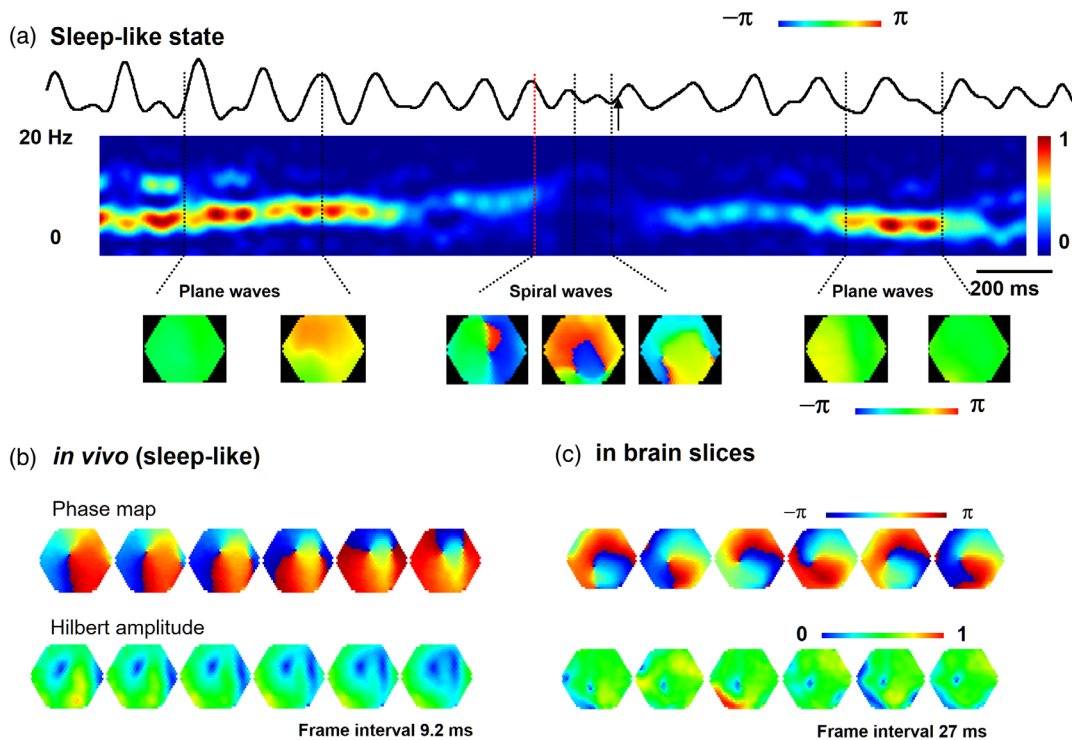 −π π
(a) Sleep-like state
20 Hz
0
1
0
200 ms
Plane waves Spiral waves Plane waves
−π π
(b) in vivo (sleep-like)
(c) in brain slices
Phase map
−π π
Hilbert amplitude
0 1
Frame interval 9.2 ms
Frame interval 27 ms